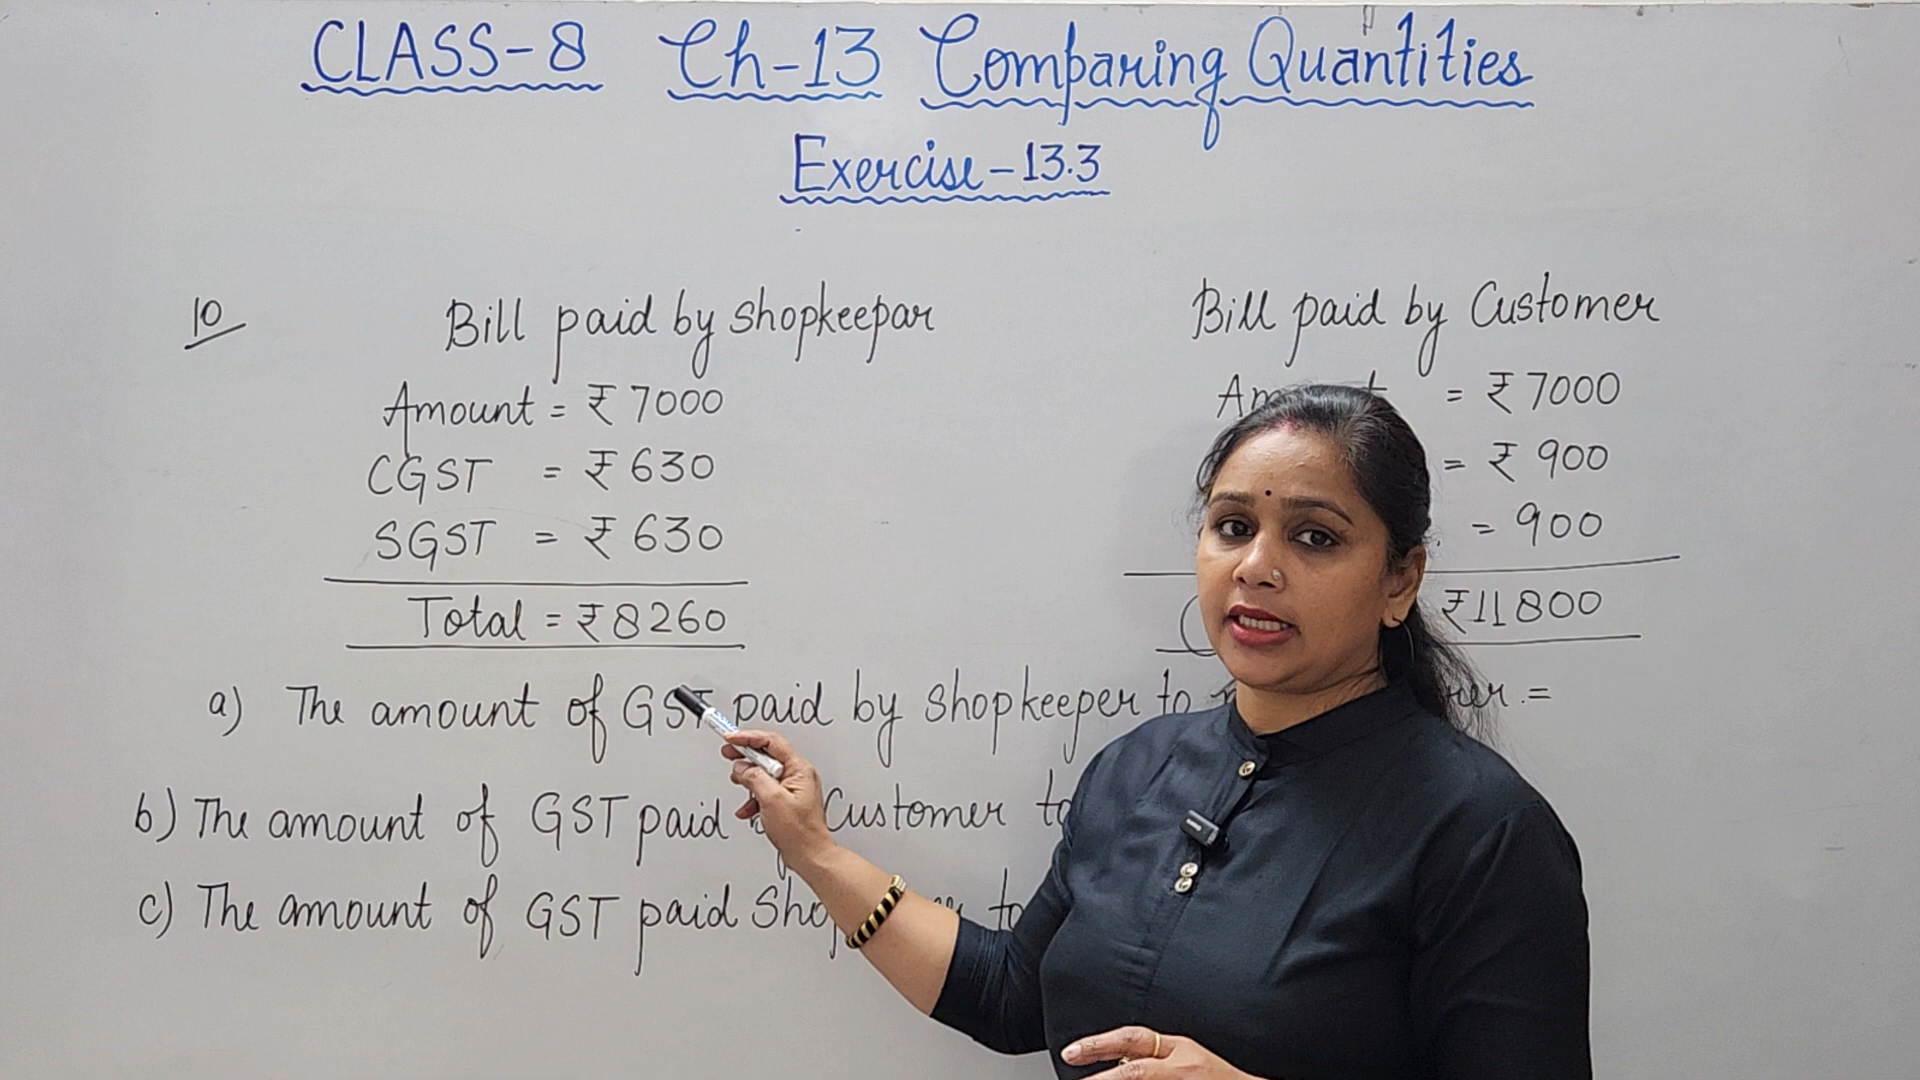 CLASS-8 Ch-13 Comparing Quantities
Exercise-13.3
10
Bill paid by shopkeepar
Amount = ₹ 7000
CGST = ₹ 630
SGST = ₹ 630
Total = ₹ 8260
Bill paid by Customer
= ₹ 7000
= ₹ 900
= 900
₹11800
a) The amount of GST paid by shopkeeper to =
b) The amount of GST paid Customer to
c) The amount of GST paid to